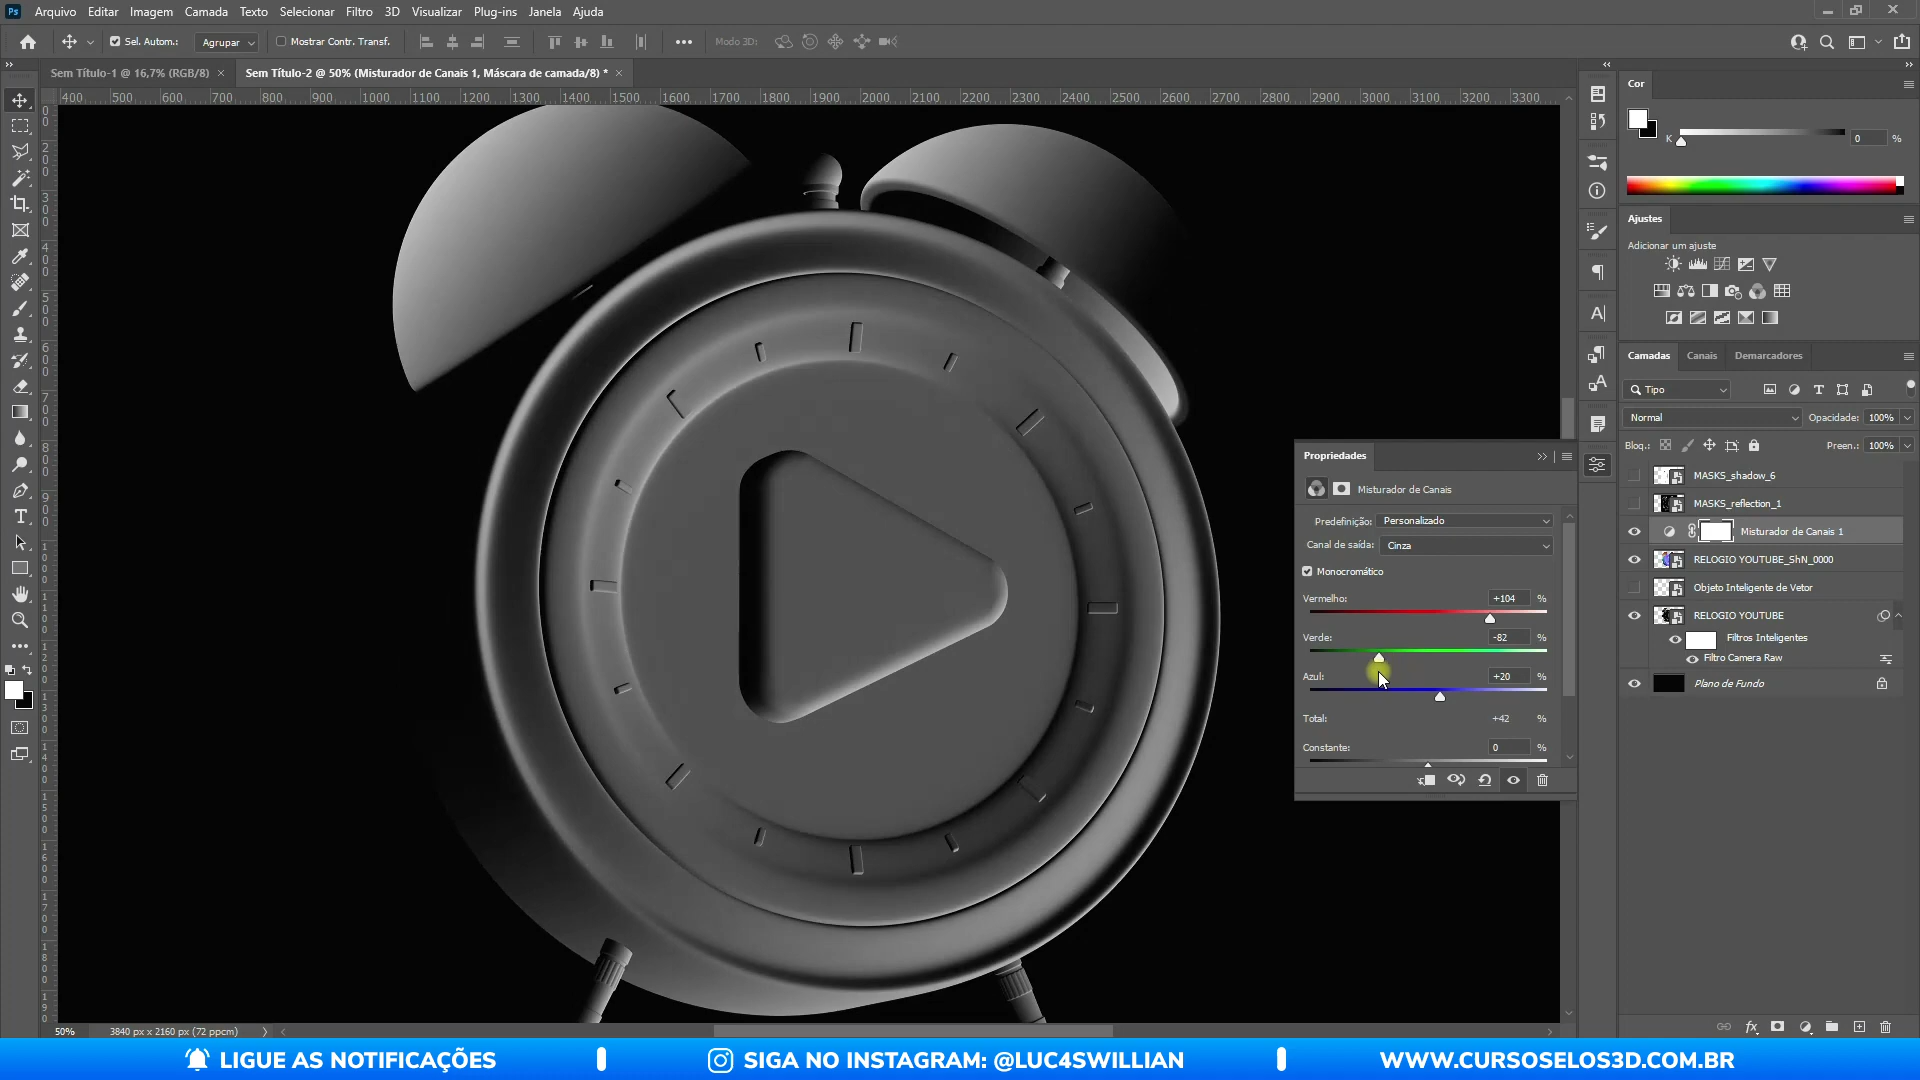 Ps Arquivo Editar Imagem Camada Texto Selecionar Filtro 3D Visualizar Plug-ins Janela Ajuda
Sel. Autom.: Agrupar Mostrar Contr. Transf. Modo 3D:
Sem Título-1 @ 16,7% (RGB/8) × Sem Título-2 @ 50% (Misturador de Canais 1, Máscara de camada/8) * ×
400 500 600 700 800 900 1000 1100 1200 1300 1400 1500 1600 1700 1800 1900 2000 2100 2200 2300 2400 2500 2600 2700 2800 2900 3000 3100 3200 3300
Cor
K 0 %
Ajustes
Adicionar um ajuste
Camadas Canais Demarcadores
Tipo
Normal Opacidade: 100%
Bloq.: Preen.: 100%
MASKS_shadow_6
MASKS_reflection_1
Misturador de Canais 1
RELOGIO YOUTUBE_ShN_0000
Objeto Inteligente de Vetor
RELOGIO YOUTUBE
Filtros Inteligentes
Filtro Camera Raw
Plano de Fundo
Propriedades
Misturador de Canais
Predefinição: Personalizado
Canal de saída: Cinza
Monocromático
Vermelho: +104 %
Verde: -82 %
Azul: +20 %
Total: +42 %
Constante: 0 %
50% 3840 px x 2160 px (72 ppcm)
LIGUE AS NOTIFICAÇÕES
SIGA NO INSTAGRAM: @LUC4SWILLIAN
WWW.CURSOSELOS3D.COM.BR